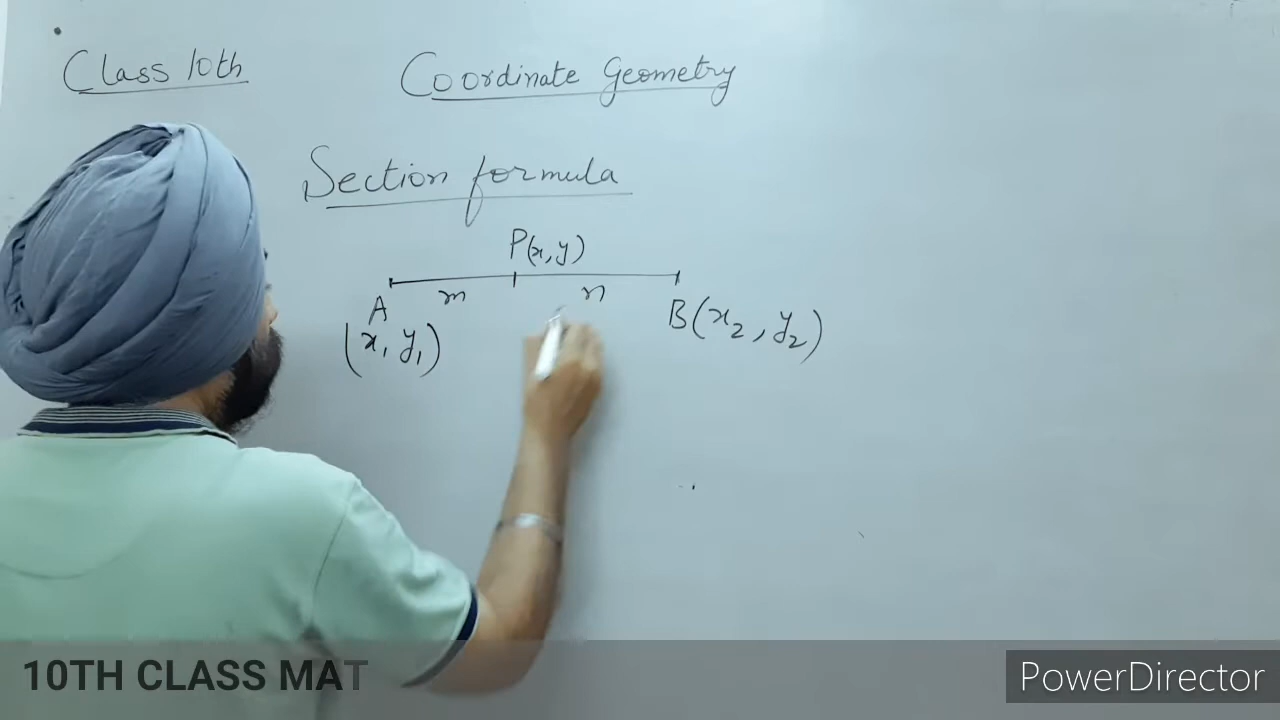 Class 10th
Coordinate Geometry
Section formula
P(x,y)
m n
A
(x₁ y₁)
B(x₂, y₂)
10TH CLASS MAT
PowerDirector